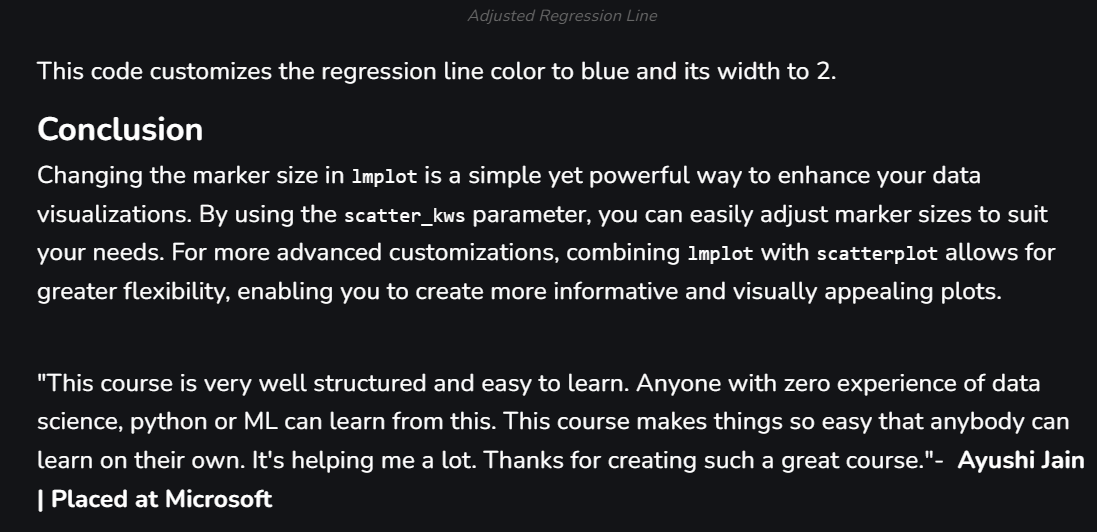 Adjusted Regression Line
This code customizes the regression line color to blue and its width to 2.
Conclusion
Changing the marker size in lmplot is a simple yet powerful way to enhance your data
visualizations. By using the scatter_kws parameter, you can easily adjust marker sizes to suit
your needs. For more advanced customizations, combining lmplot with scatterplot allows for
greater flexibility, enabling you to create more informative and visually appealing plots.
"This course is very well structured and easy to learn. Anyone with zero experience of data
science, python or ML can learn from this. This course makes things so easy that anybody can
learn on their own. It's helping me a lot. Thanks for creating such a great course."- Ayushi Jain
| Placed at Microsoft